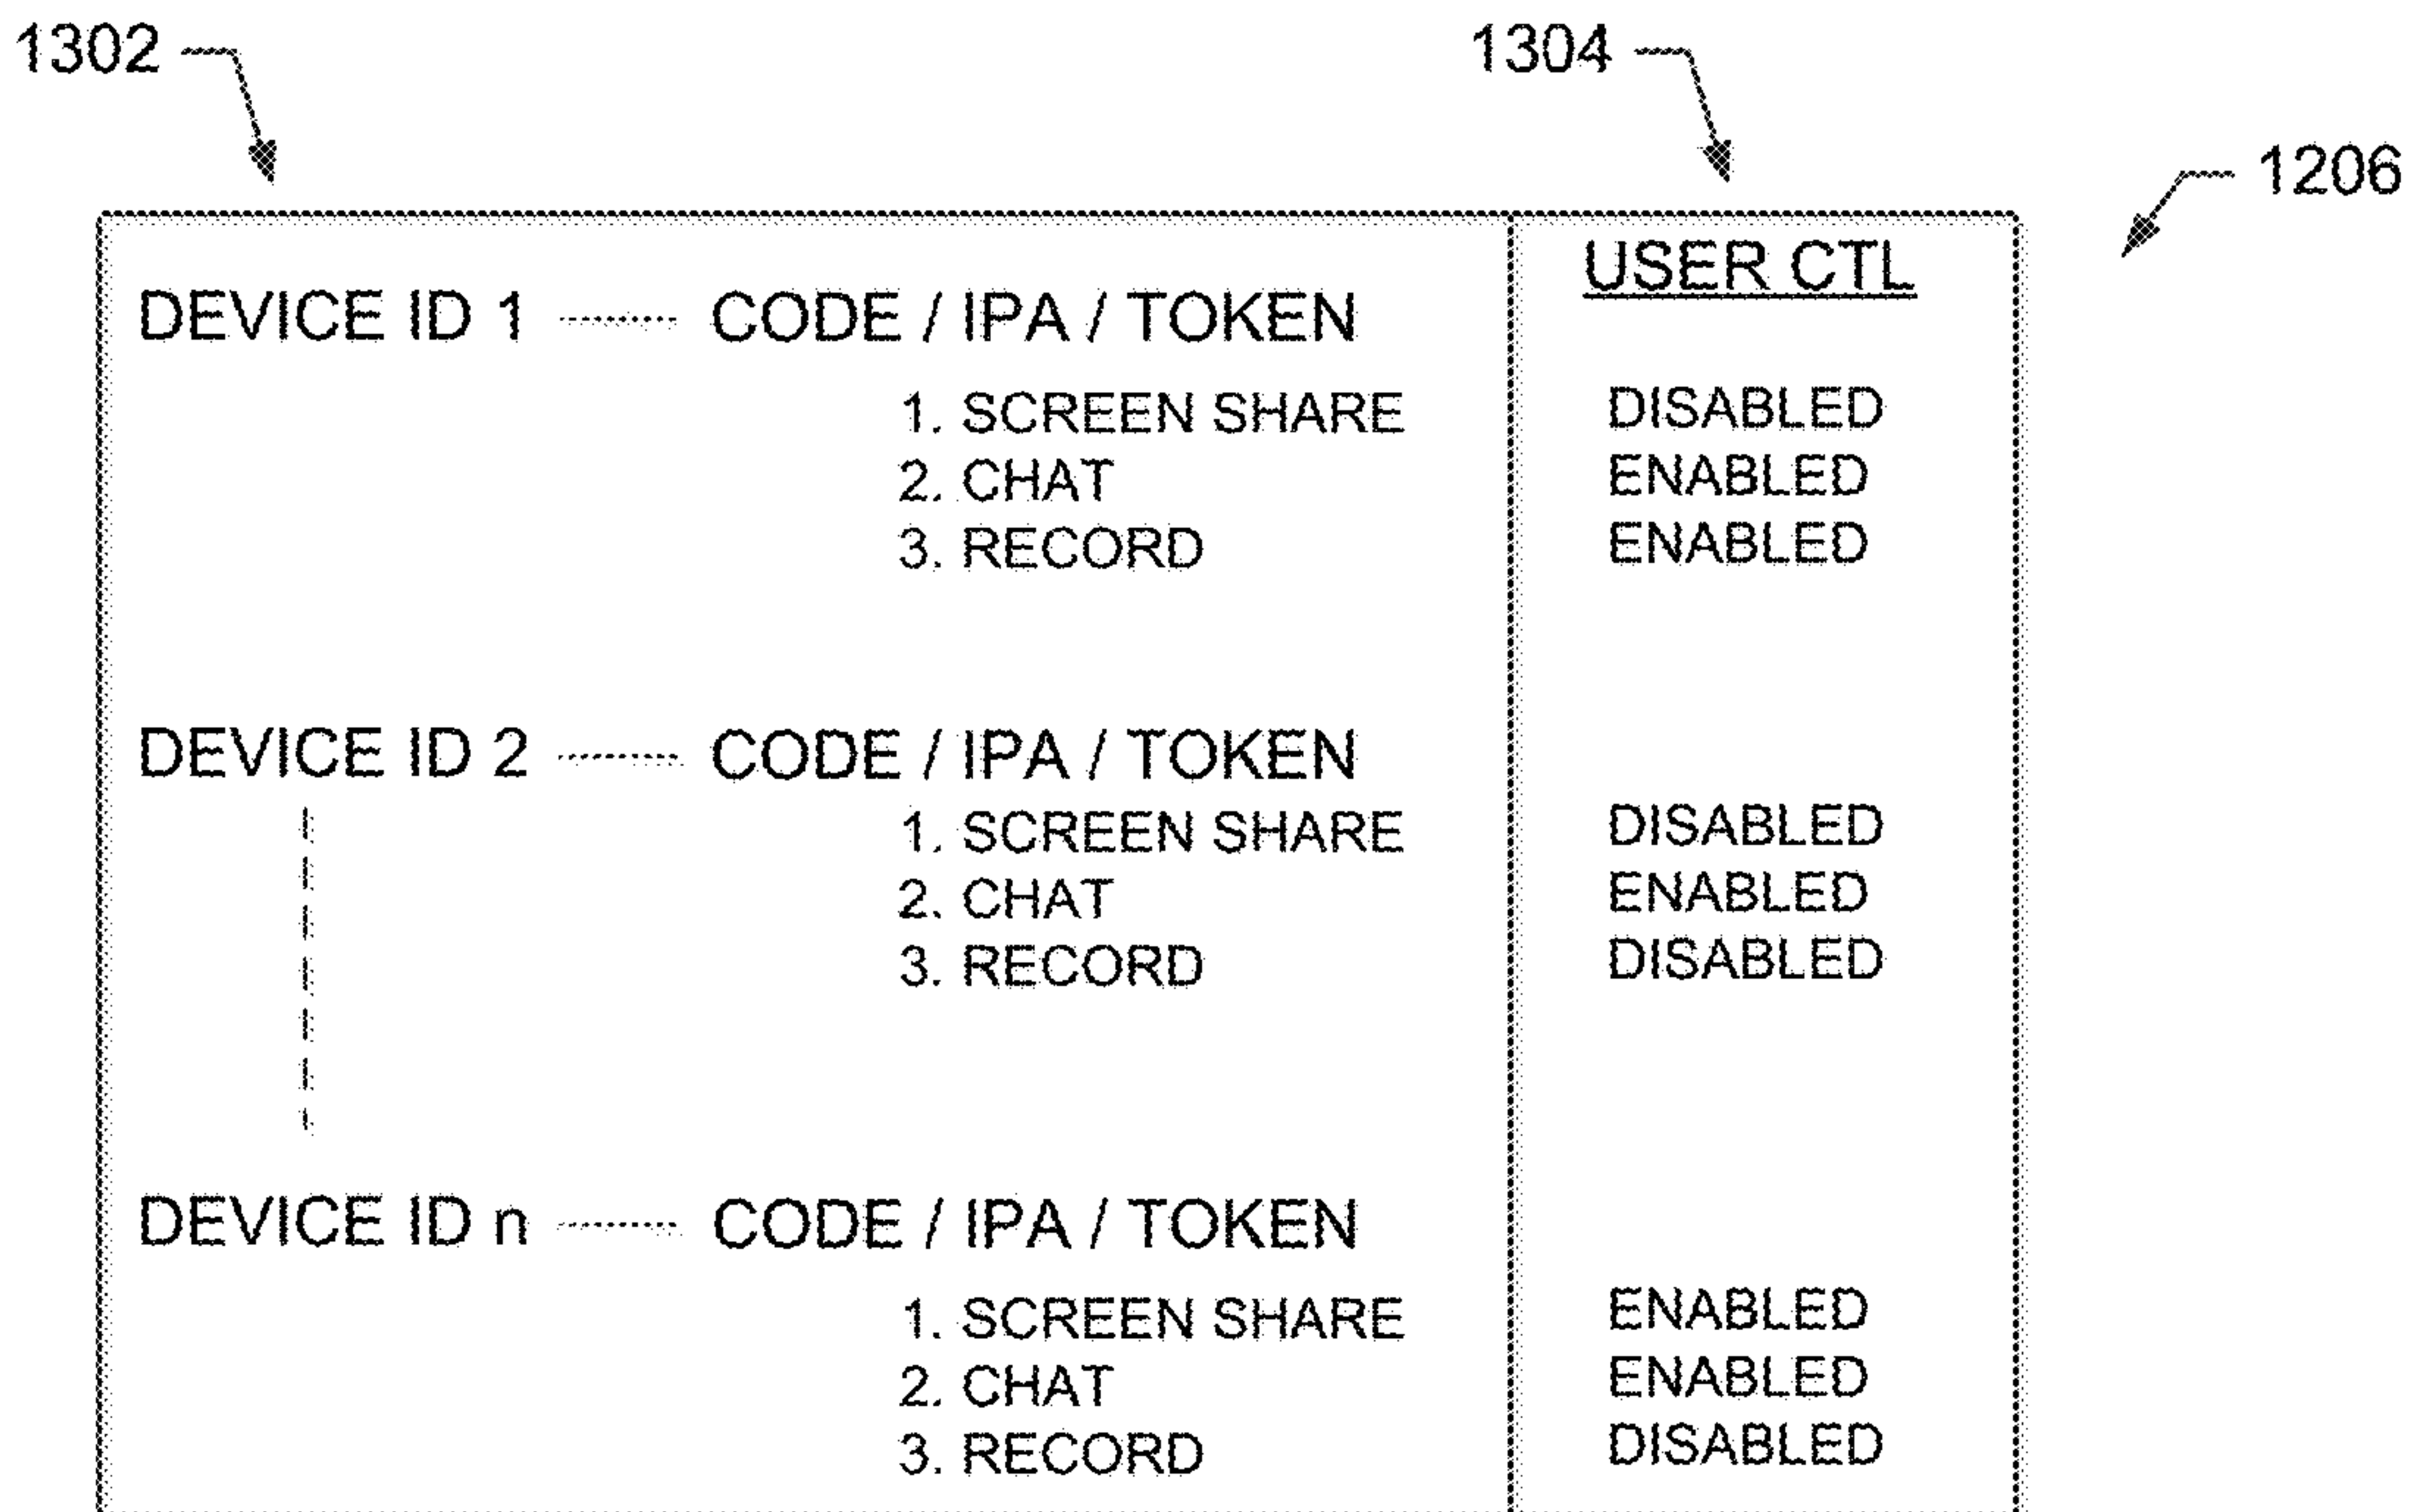 1302
1304
1206
USER CTL
DEVICE ID 1 CODE / IPA / TOKEN
1. SCREEN SHARE DISABLED
2. CHAT ENABLED
3. RECORD ENABLED
DEVICE ID 2 CODE / IPA / TOKEN
1. SCREEN SHARE DISABLED
2. CHAT ENABLED
3. RECORD DISABLED
DEVICE ID n CODE / IPA / TOKEN
1. SCREEN SHARE ENABLED
2. CHAT ENABLED
3. RECORD DISABLED